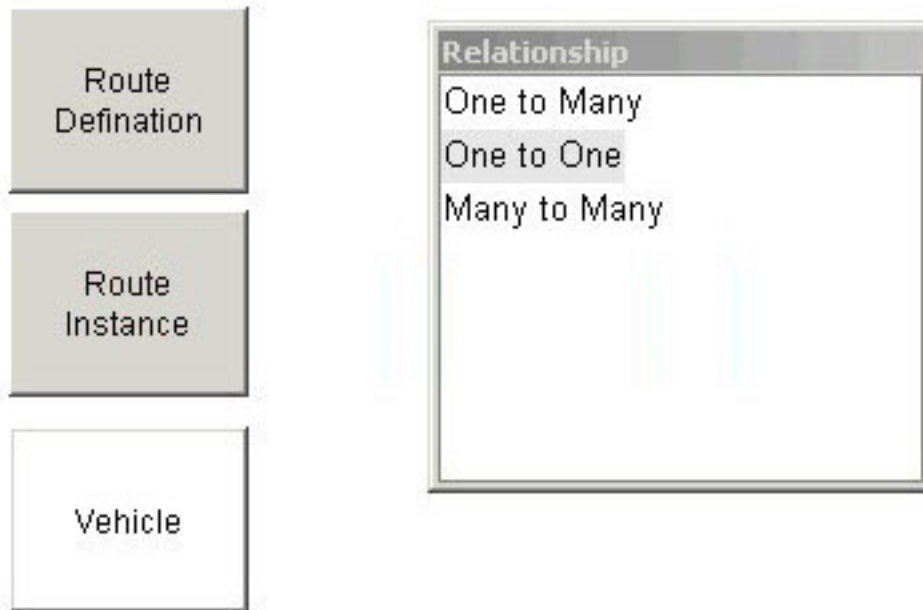 Route
Defination
Route
Instance
Vehicle
Relationship
One to Many
One to One
Many to Many